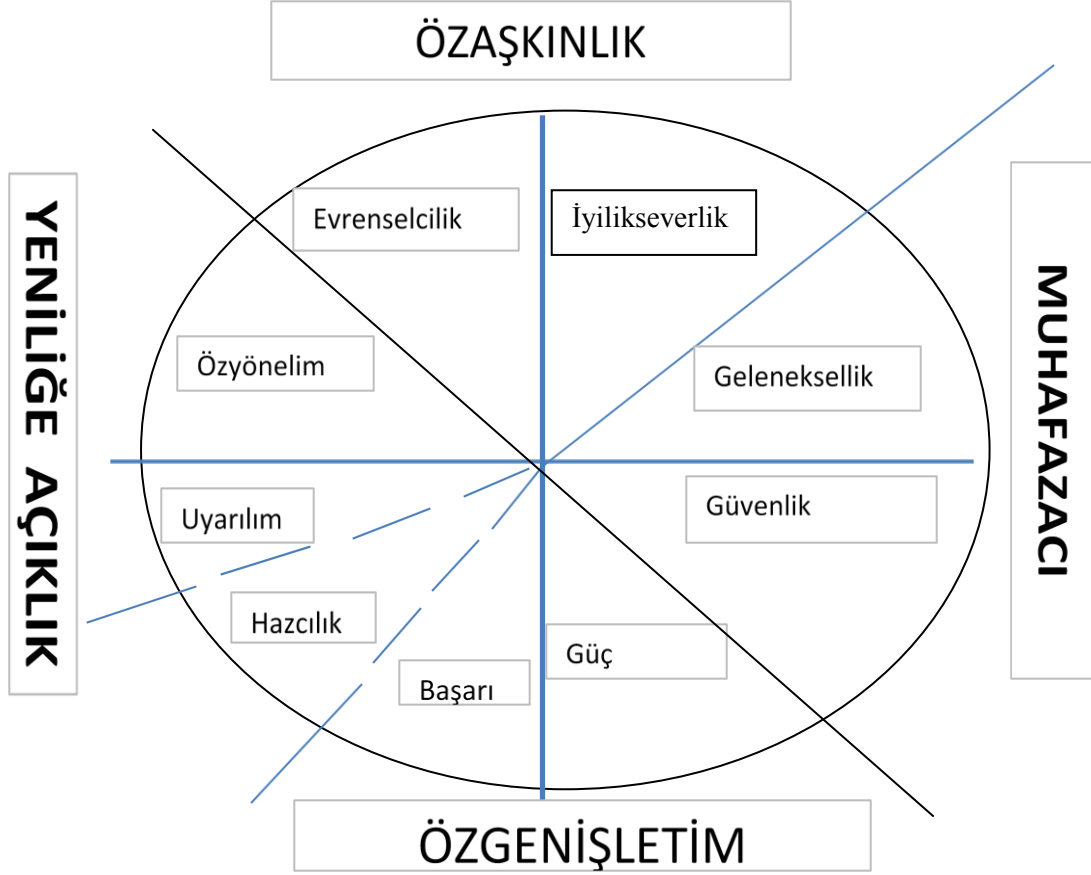 ÖZAŞKINLIK
Evrenselcilik
İyilikseverlik
YENİLİĞE AÇIKLIK
MUHAFAZACI
Özyönelim
Geleneksellik
Uyarılım
Güvenlik
Hazcılık
Güç
Başarı
ÖZGENİŞLETİM